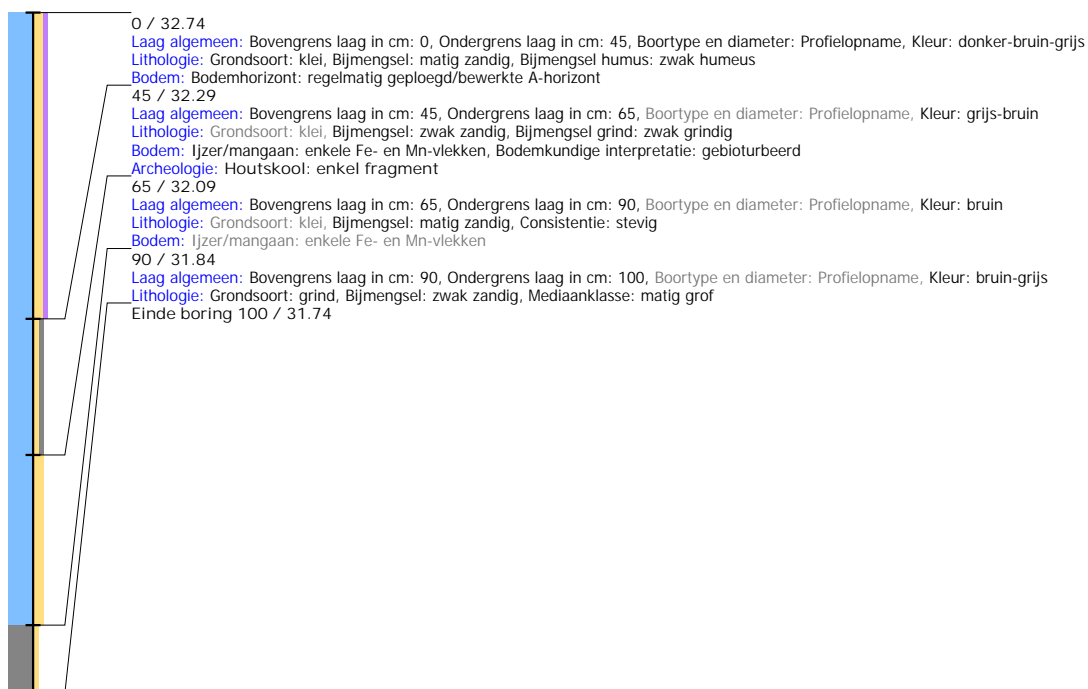 0 / 32.74
Laag algemeen: Bovengrens laag in cm: 0, Ondergrens laag in cm: 45, Boortype en diameter: Profielopname, Kleur: donker-bruin-grijs
Lithologie: Grondsoort: klei, Bijmengsel: matig zandig, Bijmengsel humus: zwak humeus
Bodem: Bodemhorizont: regelmatig geploegd/bewerkte A-horizont
45 / 32.29
Laag algemeen: Bovengrens laag in cm: 45, Ondergrens laag in cm: 65, Boortype en diameter: Profielopname, Kleur: grijs-bruin
Lithologie: Grondsoort: klei, Bijmengsel: zwak zandig, Bijmengsel grind: zwak grindig
Bodem: Ijzer/mangaan: enkele Fe- en Mn-vlekken, Bodemkundige interpretatie: gebioturbeerd
Archeologie: Houtskool: enkel fragment
65 / 32.09
Laag algemeen: Bovengrens laag in cm: 65, Ondergrens laag in cm: 90, Boortype en diameter: Profielopname, Kleur: bruin
Lithologie: Grondsoort: klei, Bijmengsel: matig zandig, Consistentie: stevig
Bodem: Ijzer/mangaan: enkele Fe- en Mn-vlekken
90 / 31.84
Laag algemeen: Bovengrens laag in cm: 90, Ondergrens laag in cm: 100, Boortype en diameter: Profielopname, Kleur: bruin-grijs
Lithologie: Grondsoort: grind, Bijmengsel: zwak zandig, Mediaanklasse: matig grof
Einde boring 100 / 31.74